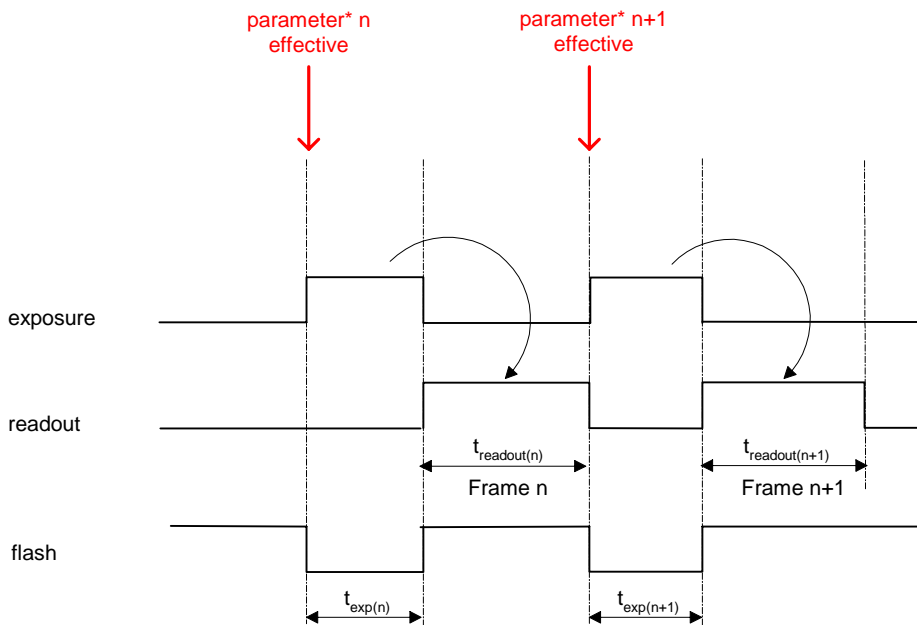 parameter* n
effective
parameter* n+1
effective
exposure
readout
t_readout(n)
t_readout(n+1)
Frame n
Frame n+1
flash
t_exp(n)
t_exp(n+1)